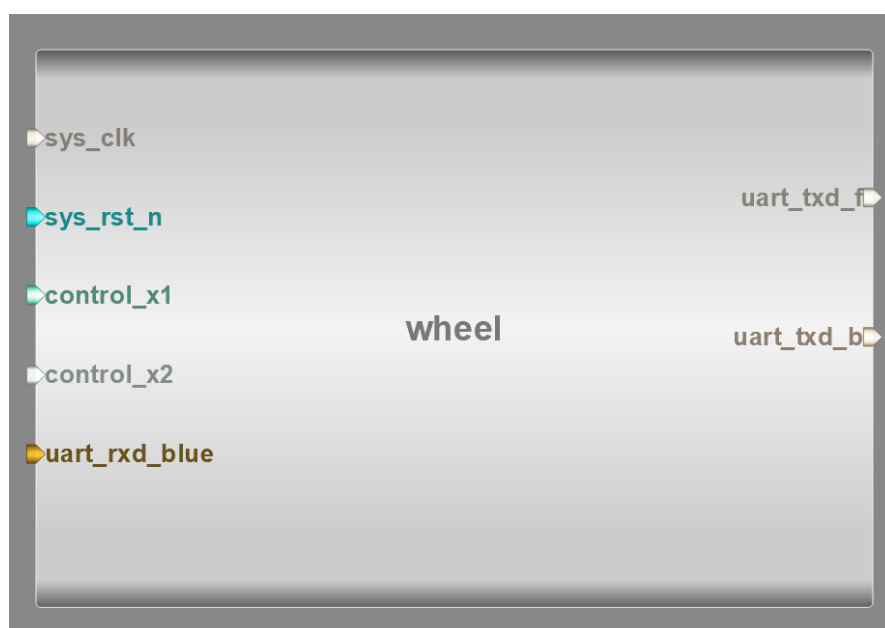 sys_clk
sys_rst_n
control_x1
control_x2
uart_rxd_blue
wheel
uart_txd_f
uart_txd_b